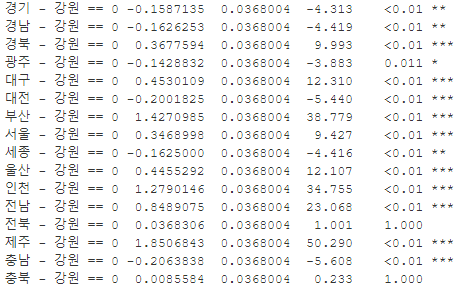 경기 - 강원 == 0 -0.1587135 0.0368004 -4.313 <0.01 **
경남 - 강원 == 0 -0.1626253 0.0368004 -4.419 <0.01 **
경북 - 강원 == 0 0.3677594 0.0368004 9.993 <0.01 ***
광주 - 강원 == 0 -0.1428832 0.0368004 -3.883 0.011 *
대구 - 강원 == 0 0.4530109 0.0368004 12.310 <0.01 ***
대전 - 강원 == 0 -0.2001825 0.0368004 -5.440 <0.01 ***
부산 - 강원 == 0 1.4270985 0.0368004 38.779 <0.01 ***
서울 - 강원 == 0 0.3468998 0.0368004 9.427 <0.01 ***
세종 - 강원 == 0 -0.1625000 0.0368004 -4.416 <0.01 **
울산 - 강원 == 0 0.4455292 0.0368004 12.107 <0.01 ***
인천 - 강원 == 0 1.2790146 0.0368004 34.755 <0.01 ***
전남 - 강원 == 0 0.8489075 0.0368004 23.068 <0.01 ***
전북 - 강원 == 0 0.0368306 0.0368004 1.001 1.000
제주 - 강원 == 0 1.8506843 0.0368004 50.290 <0.01 ***
충남 - 강원 == 0 -0.2063838 0.0368004 -5.608 <0.01 ***
충북 - 강원 == 0 0.0085584 0.0368004 0.233 1.000